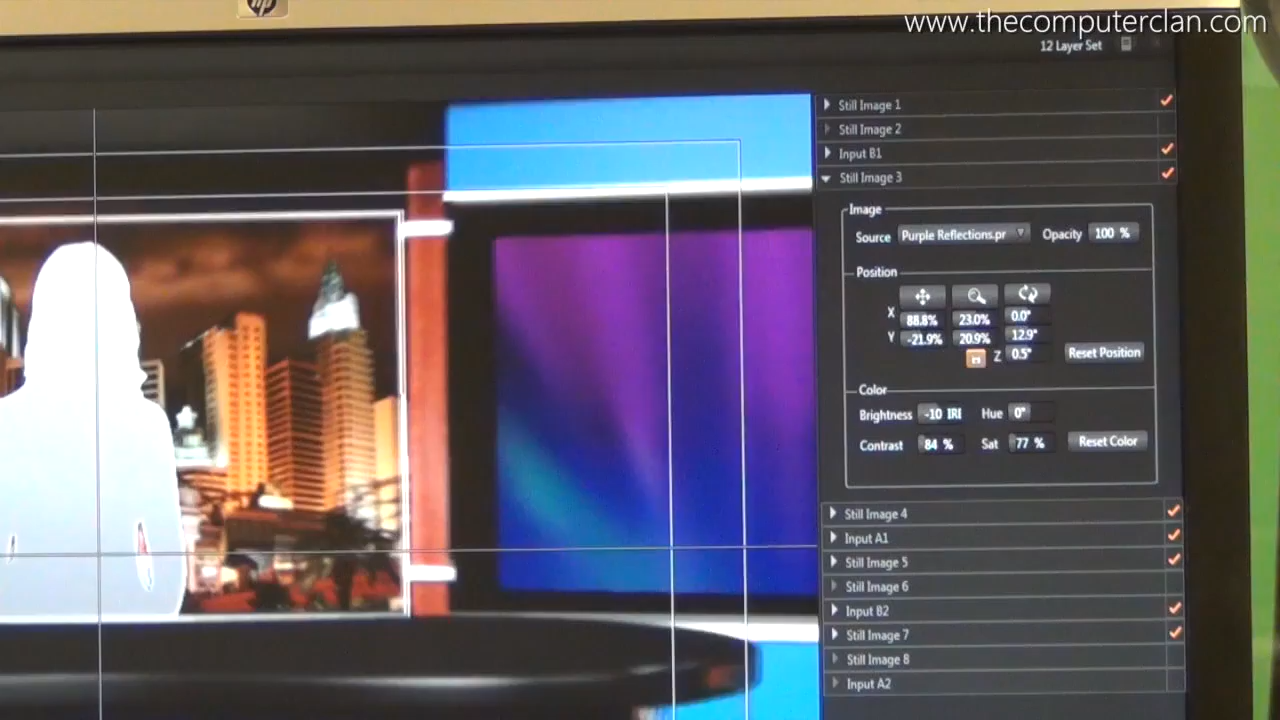 www.thecomputerclan.com
hp
12 Layer Set
Still Image 1
Still Image 2
Input B1
Still Image 3
Image
Source Purple Reflections.pr Opacity 100 %
Position
X 88.8% 23.0% 0.0°
Y -21.9% 20.9% 12.9°
Z 0.5° Reset Position
Color
Brightness -10 IRI Hue 0°
Contrast 84 % Sat 77 % Reset Color
Still Image 4
Input A1
Still Image 5
Still Image 6
Input B2
Still Image 7
Still Image 8
Input A2